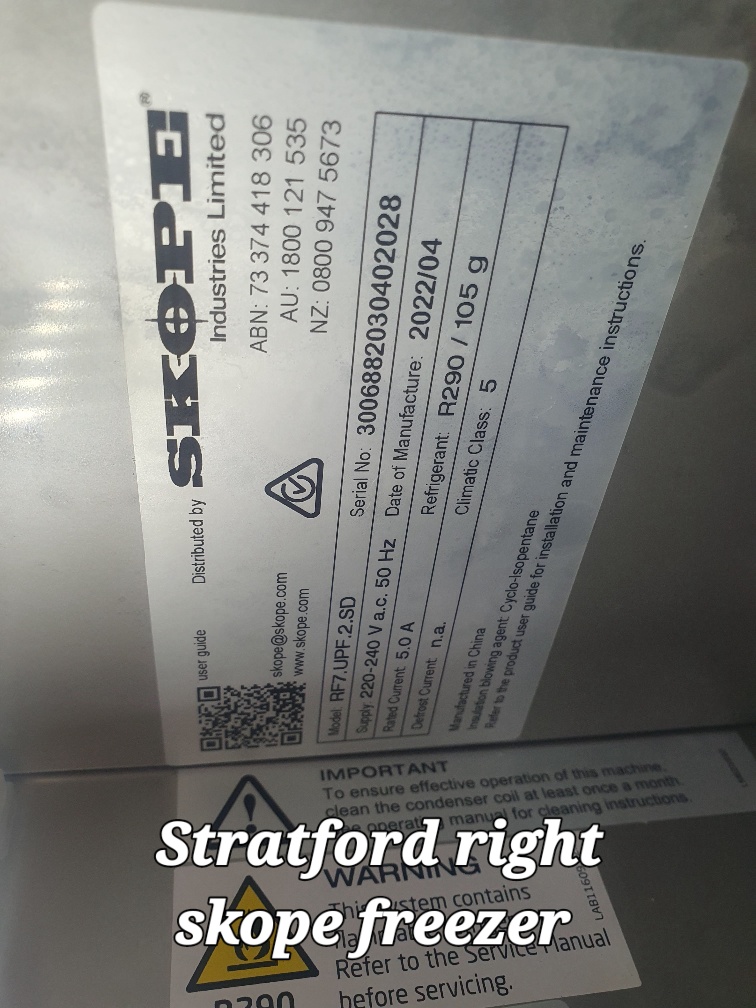 user guide
Distributed by SKOPE®
Industries Limited
ABN: 73 374 418 306
AU: 1800 121 535
NZ: 0800 947 5673
skope@skope.com
www.skope.com
Model: RF7.UPF.2.SD Serial No: 3006882030402028
Supply: 220-240 V a.c. 50 Hz Date of Manufacture: 2022/04
Rated Current: 5.0 A Refrigerant: R290 / 105 g
Defrost Current: n.a. Climatic Class: 5
Manufactured in China
Insulation blowing agent: Cyclo-Isopentane
Refer to the product user guide for installation and maintenance instructions.
IMPORTANT
To ensure effective operation of this machine,
clean the condenser coil at least once a month.
manual for cleaning instructions.
Stratford right
skope freezer
WARNING
This system contains
Refer to the Service Manual
before servicing.
R290